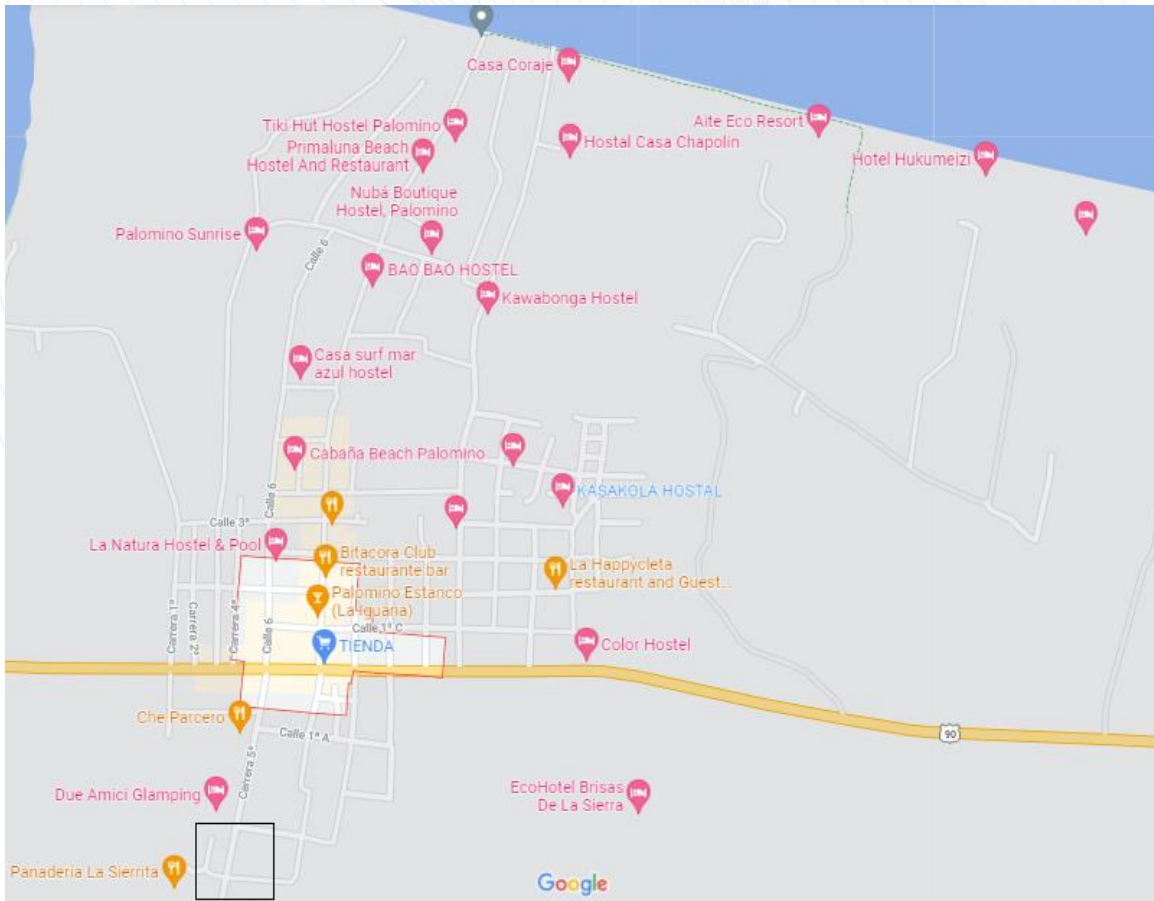 Casa Coraje
Tiki Hut Hostel Palomino
Aite Eco Resort
Primaluna Beach
Hostel And Restaurant
Hostal Casa Chapolin
Hotel Hukumeizi
Nubá Boutique
Hostel, Palomino
Palomino Sunrise
Calle 6
BAO BAO HOSTEL
Kawabonga Hostel
Casa surf mar
azul hostel
Cabaña Beach Palomino
Calle 6
KASAKOLÁ HOSTAL
Calle 3ª
La Natura Hostel & Pool
Bitacora Club
restaurante bar
La Happycleta
restaurant and Guest...
Palomino Estanco
(La Iguana)
Carrera 1ª
Carrera 2ª
Carrera 4ª
Calle 6
Calle 1ª C
TIENDA
Color Hostel
Che Parcero
90
Calle 1ª A
Carrera 5ª
Due Amici Glamping
EcoHotel Brisas
De La Sierra
Panadería La Sierrita
Google